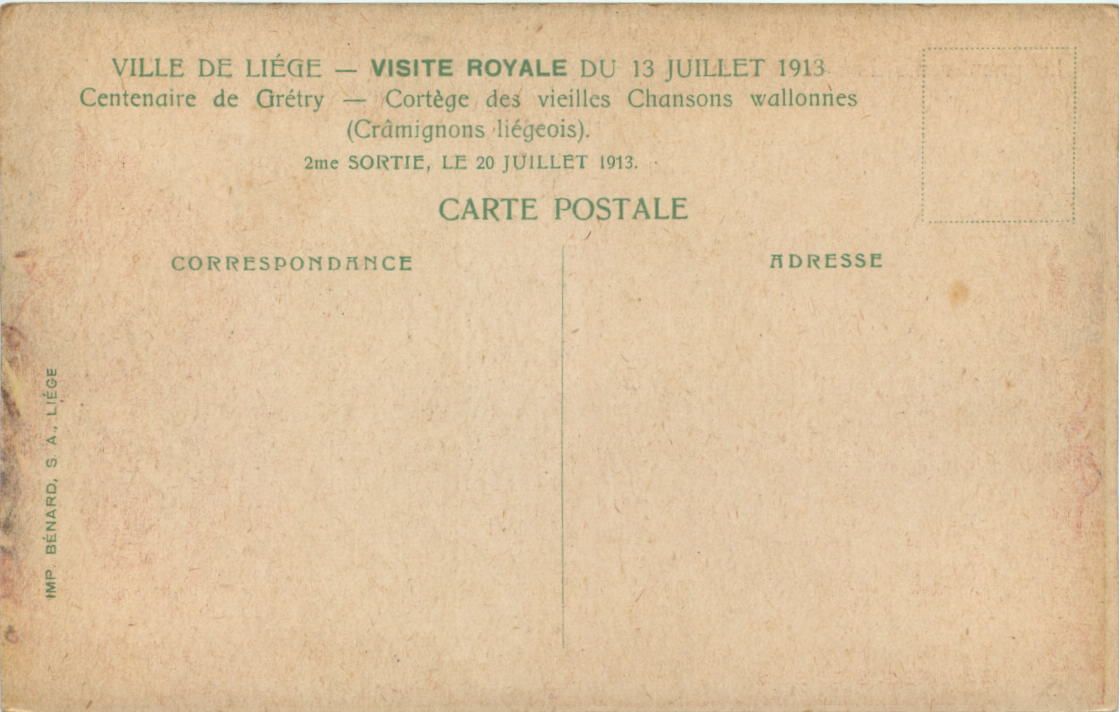 VILLE DE LIÉGE — VISITE ROYALE DU 13 JUILLET 1913
Centenaire de Grétry — Cortège des vieilles Chansons wallonnes
(Crâmignons liégeois).
2me SORTIE, LE 20 JUILLET 1913.
CARTE POSTALE
CORRESPONDANCE
ADRESSE
IMP. BÉNARD, S. A., LIÉGE